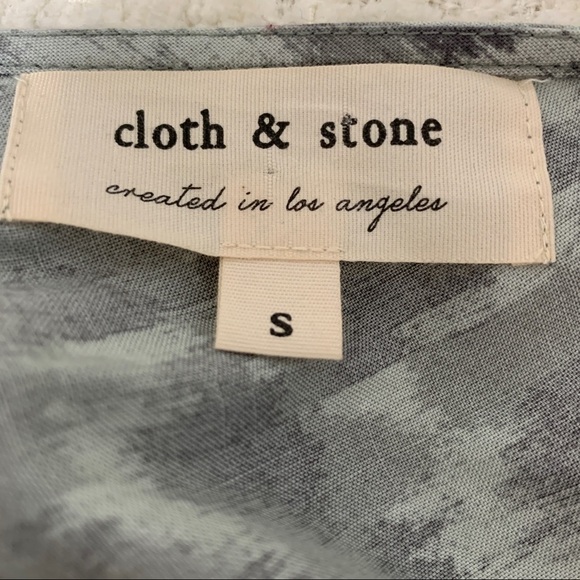 cloth & stone
created in los angeles
S